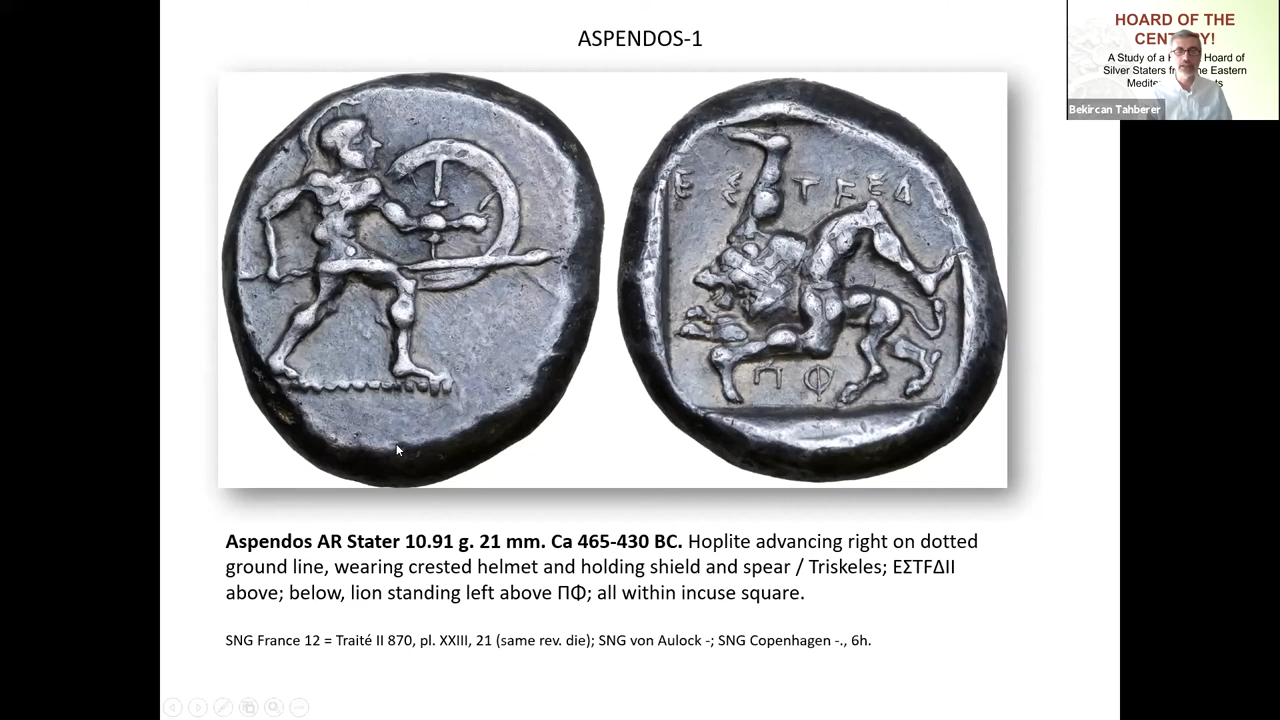 ASPENDOS-1
HOARD OF THE
A Study of a Hoard of
Silver Staters Eastern
Bekircan Tahberer
Ε Σ Τ F Ε Δ
Π Φ
Aspendos AR Stater 10.91 g. 21 mm. Ca 465-430 BC. Hoplite advancing right on dotted
ground line, wearing crested helmet and holding shield and spear / Triskeles; ΕΣΤFΔΙΙ
above; below, lion standing left above ΠΦ; all within incuse square.
SNG France 12 = Traité II 870, pl. XXIII, 21 (same rev. die); SNG von Aulock -; SNG Copenhagen -., 6h.